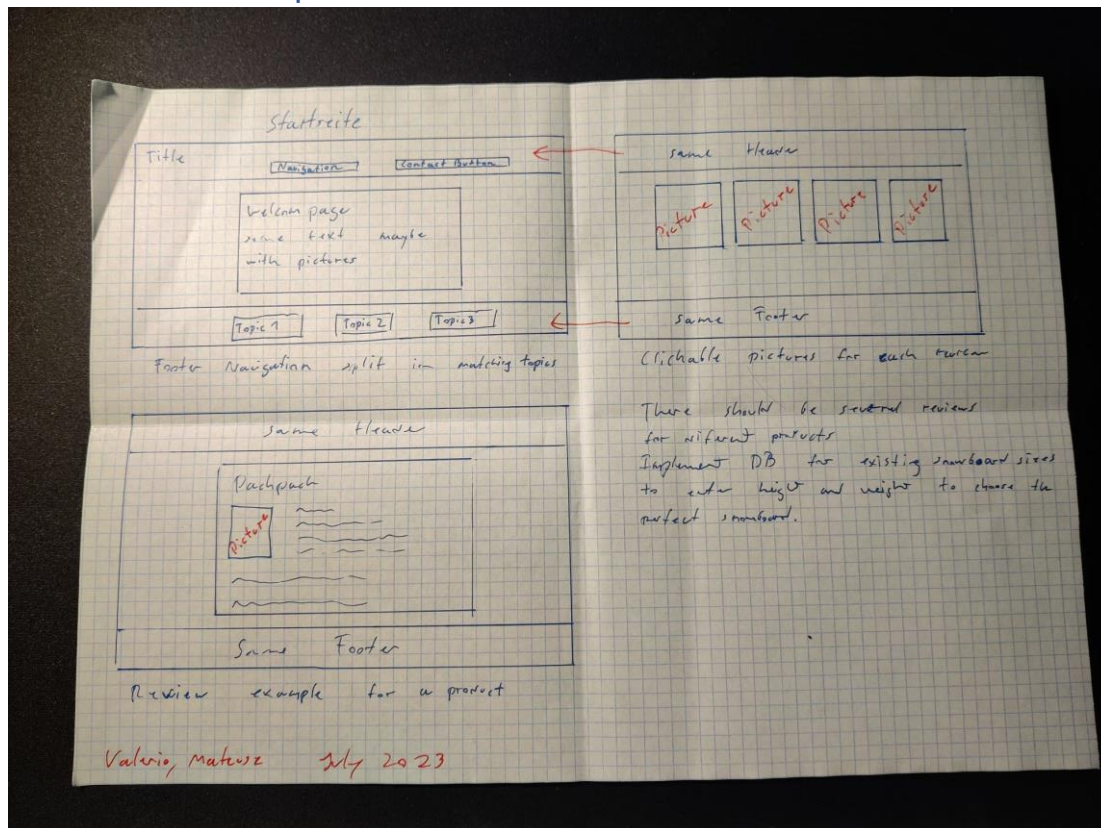 Startseite
Title
Navigation
Contact Button
Welcom page
some text maybe
with pictures
Topic 1
Topic 2
Topic 3
Footer Navigation split in matching topics
same Header
Picture
Picture
Picture
Picture
same Footer
Clickable pictures for each review
There should be several reviews
for diferent products
Implement DB for existing snowboard sizes
to enter and weight to choose the
perfect snowboard.
same Header
Pachpach
Picture
Same Footer
Review example for a product
Valerio, Mateusz July 2023